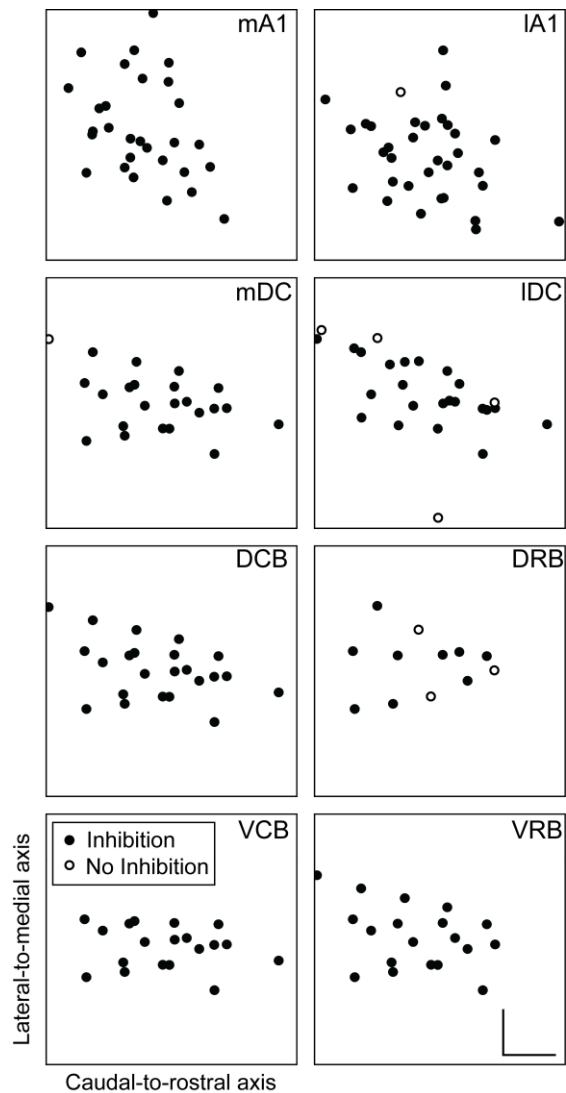 mA1
lA1
mDC
lDC
DCB
DRB
VCB
VRB
Inhibition
No Inhibition
Lateral-to-medial axis
Caudal-to-rostral axis